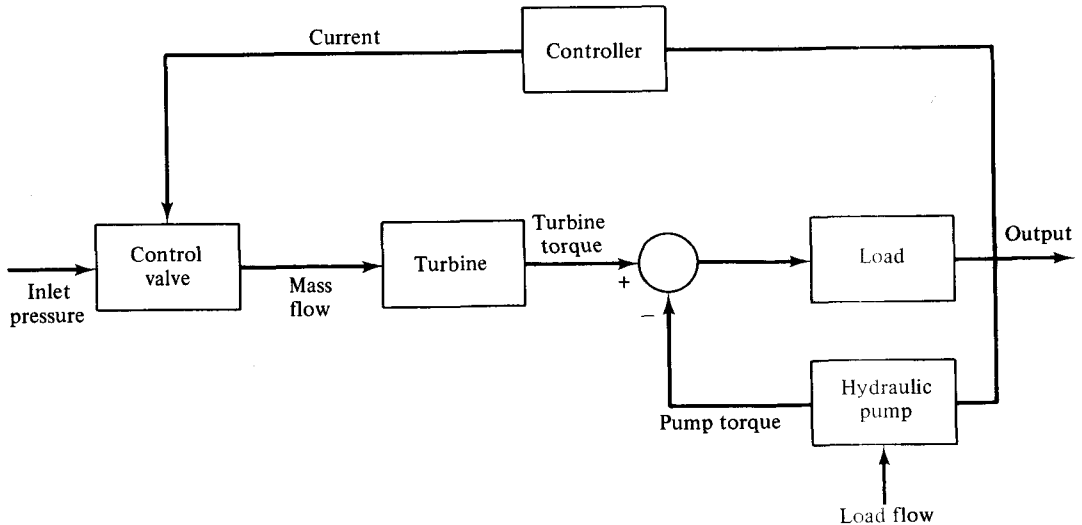 Current
Controller
Control
valve
Inlet
pressure
Mass
flow
Turbine
Turbine
torque
+
−
Load
Output
Hydraulic
pump
Pump torque
Load flow